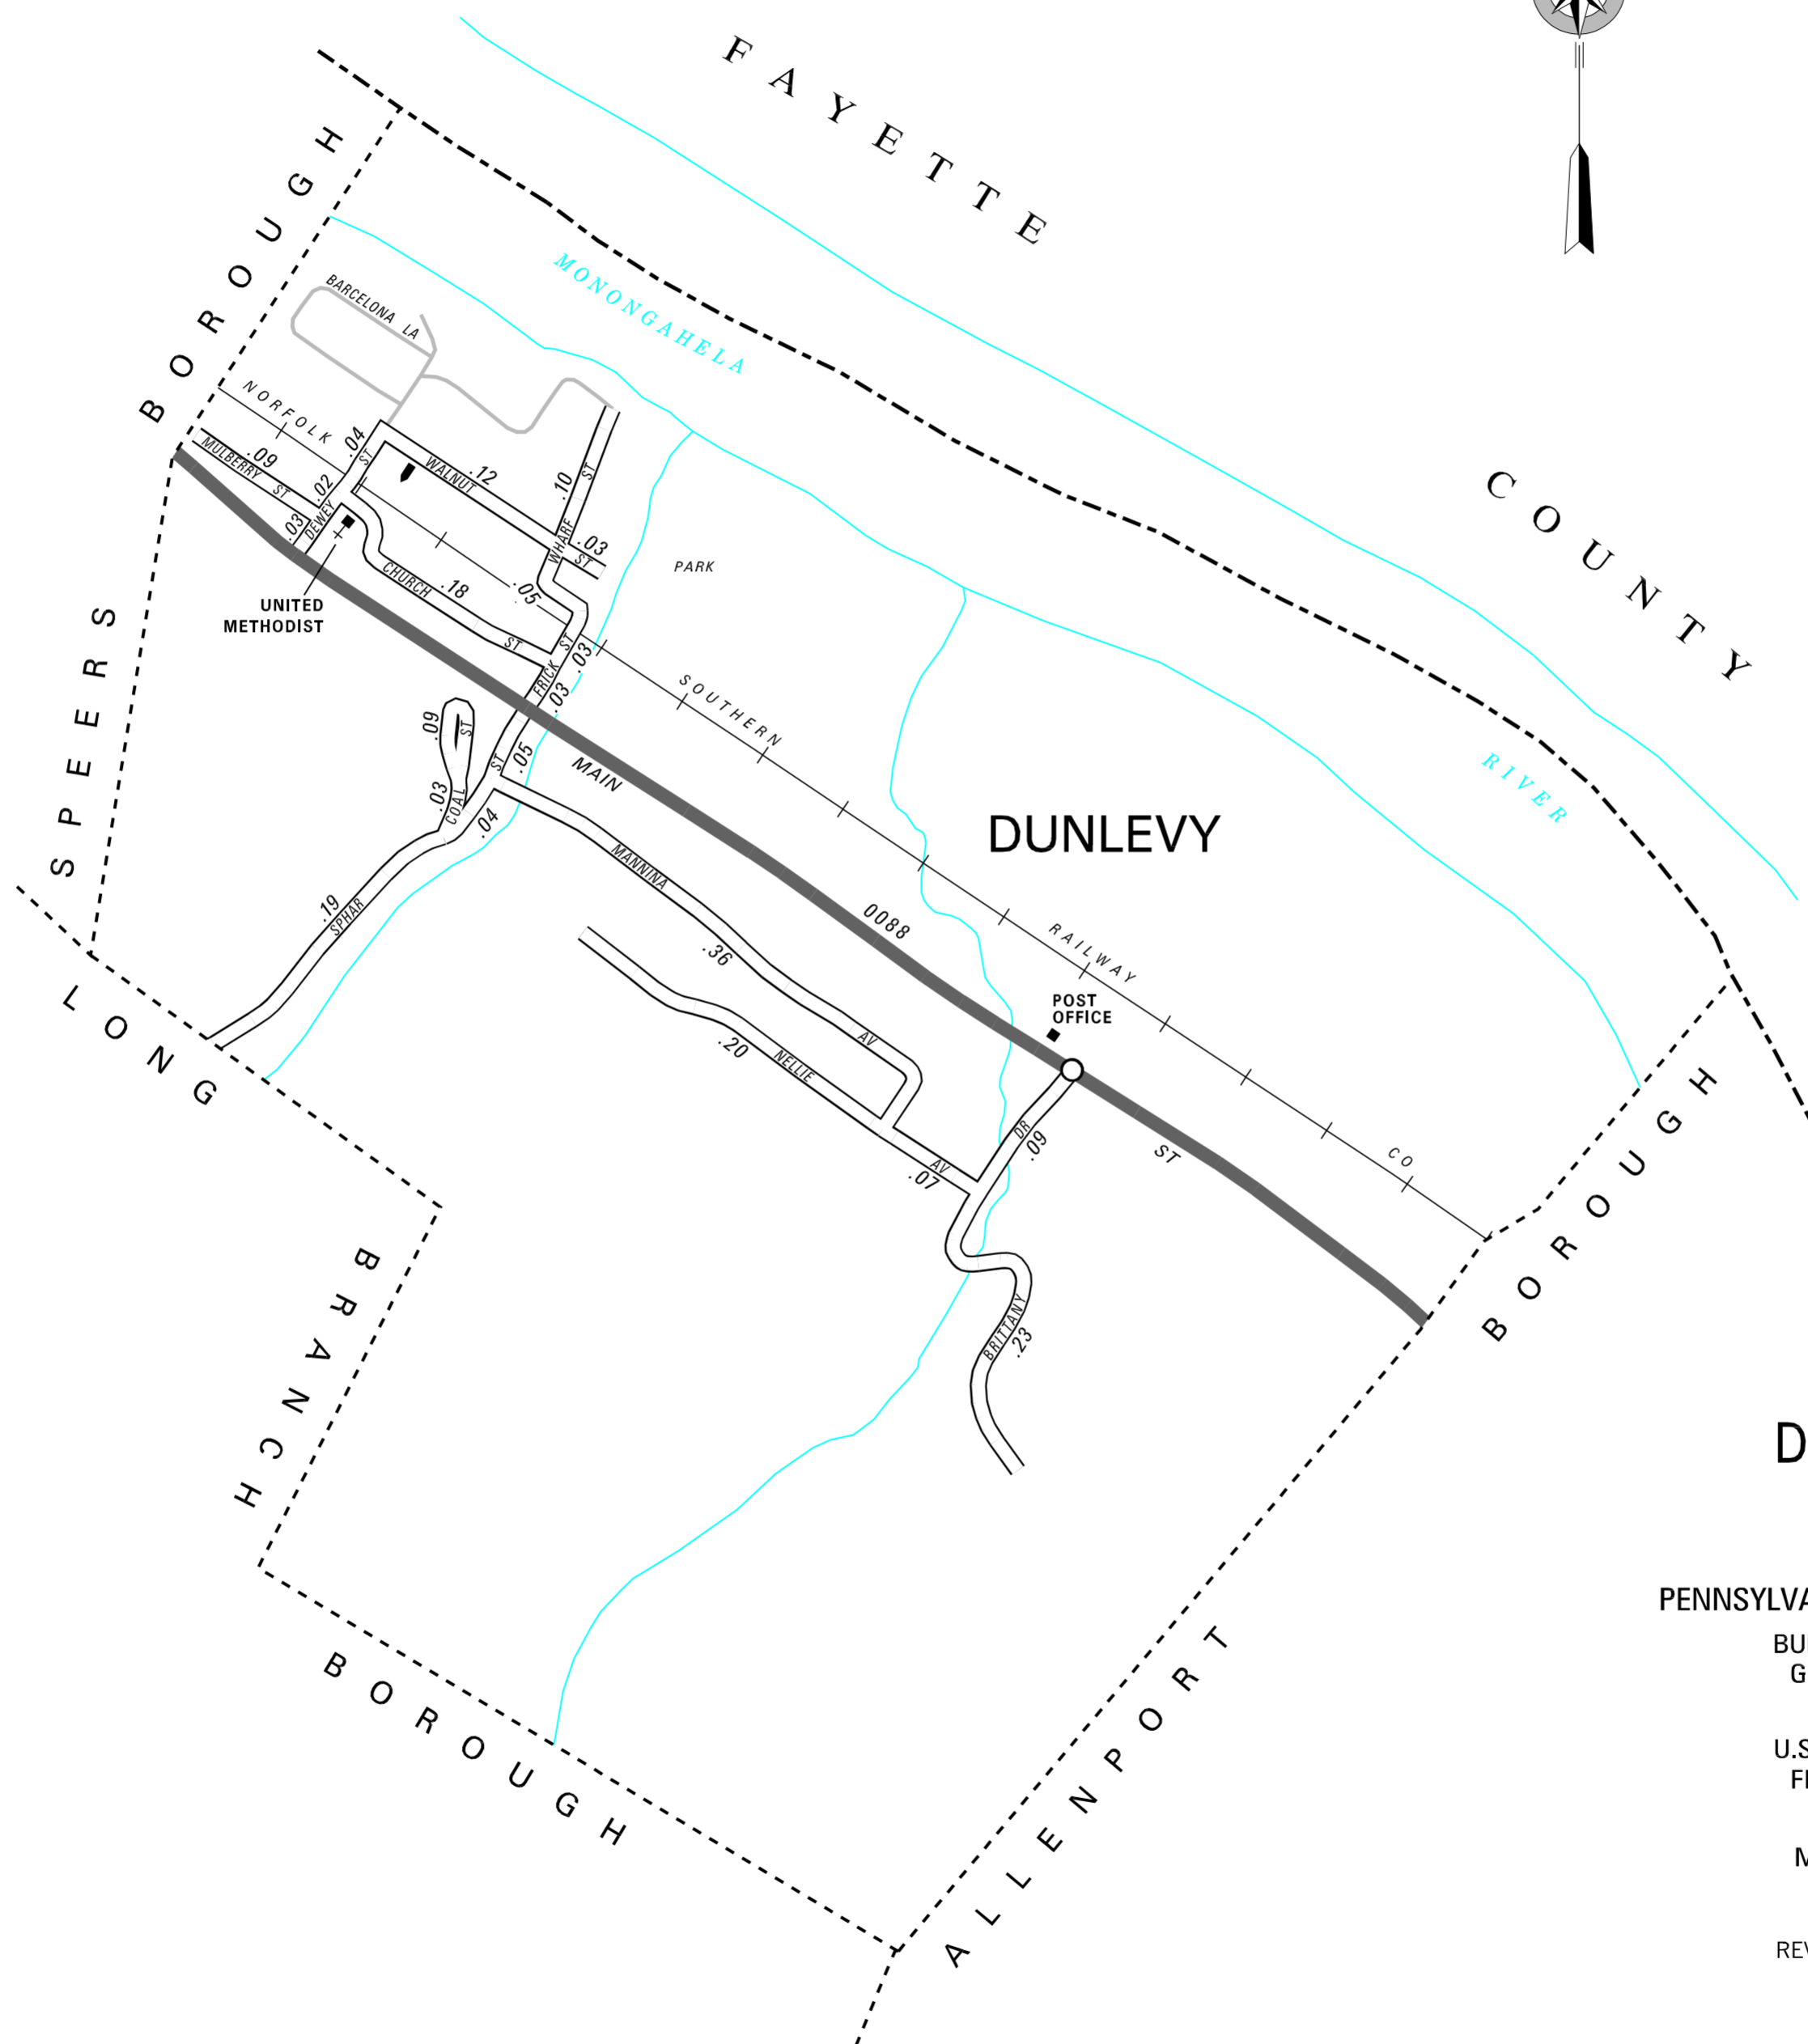 FAYETTE
COUNTY
MONONGAHELA
RIVER
BOROUGH
SPEERS
BARCELONA LA
NORFOLK
SOUTHERN
RAILWAY
CO
.04
ST
.02
DEWEY
.03
.09
MULBERRY ST
.12
WALNUT
ST
.03
.10
ST
WHARF
.05
PARK
CHURCH
.18
ST
UNITED
METHODIST
ST
.03
FRICK
.03
.09
ST
.03
COAL
ST
.05
.04
MAIN
DUNLEVY
0088
ST
MANNINA
.36
AV
.19
SPHAR
.20
NELLIE
AV
.07
POST
OFFICE
DR
.09
BRITTANY
.23
LONG
BRANCH
BOROUGH
ALLENPORT
BOROUGH
D
PENNSYLVA
BU
G
U.S
F
M
REV